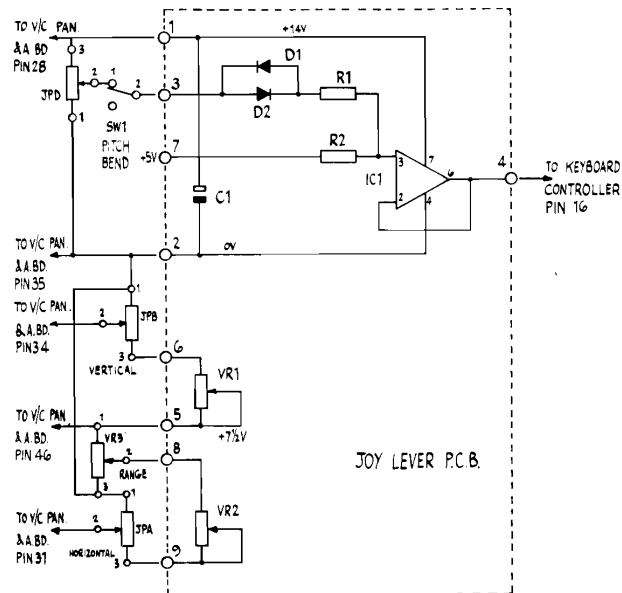 TO V/C PAN.
& A BD
PIN 28
3
JPD
1
2
1
2
SW1
PITCH
BEND
1
+14V
3
D1
D2
R1
7
+5V
R2
3
2
7
6
4
IC1
4
TO KEYBOARD
CONTROLLER
PIN 16
C1
TO V/C PAN.
& A.BD.
PIN 35
2
0V
TO V/C PAN
& A.BD.
PIN 34
2
1
JPB
3
VERTICAL
6
VR1
TO V/C PAN.
& A.BD.
PIN 46
1
5
+7½V
VR3
2
RANGE
3
8
JOY LEVER P.C.B.
TO V/C PAN.
& A.BD.
PIN 37
2
1
JPA
HORIZONTAL
3
9
VR2